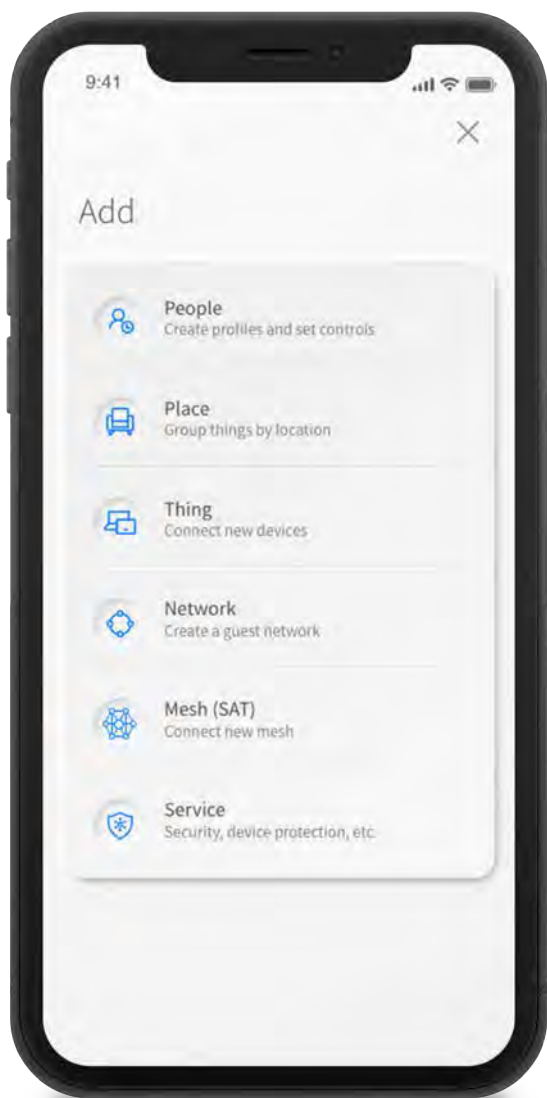 9:41
Add
People
Create profiles and set controls
Place
Group things by location
Thing
Connect new devices
Network
Create a guest network
Mesh (SAT)
Connect new mesh
Service
Security, device protection, etc